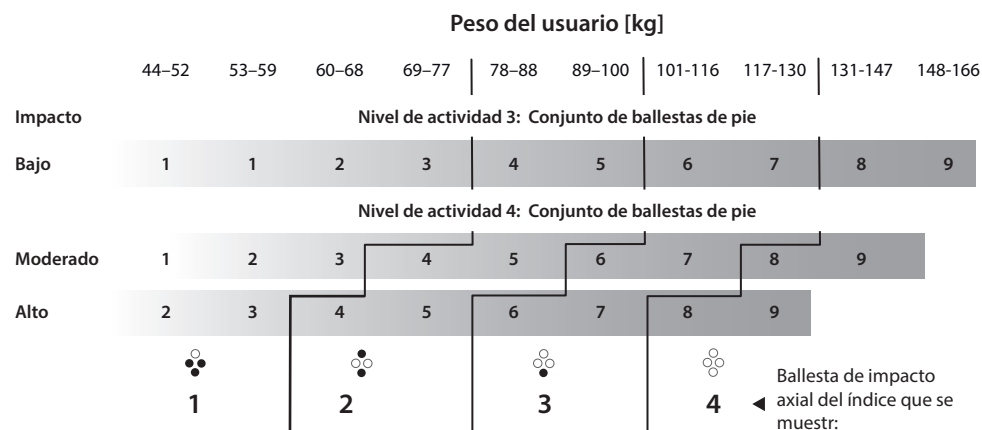 Peso del usuario [kg]
44–52 53–59 60–68 69–77 78–88 89–100 101-116 117-130 131-147 148-166
Impacto Nivel de actividad 3: Conjunto de ballestas de pie
Bajo 1 1 2 3 4 5 6 7 8 9
Nivel de actividad 4: Conjunto de ballestas de pie
Moderado 1 2 3 4 5 6 7 8 9
Alto 2 3 4 5 6 7 8 9
1 2 3 4
Ballesta de impacto
axial del índice que se
muestr: